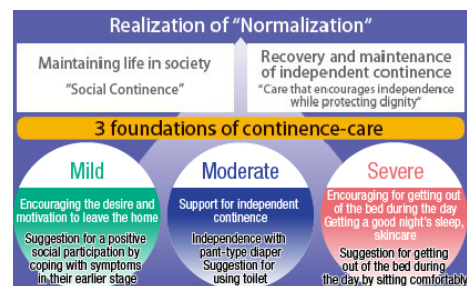 Realization of "Normalization"
Maintaining life in society
"Social Continence"
Recovery and maintenance
of independent continence
"Care that encourages independence
while protecting dignity"
3 foundations of continence-care
Mild
Encouraging the desire and
motivation to leave the home
Suggestion for a positive
social participation by
coping with symptoms
in their earlier stage
Moderate
Support for independent
continence
Independence with
pant-type diaper
Suggestion for
using toilet
Severe
Encouraging for getting out
of the bed during the day
Getting a good night's sleep,
skincare
Suggestion for getting
out of the bed during
the day by sitting comfortably